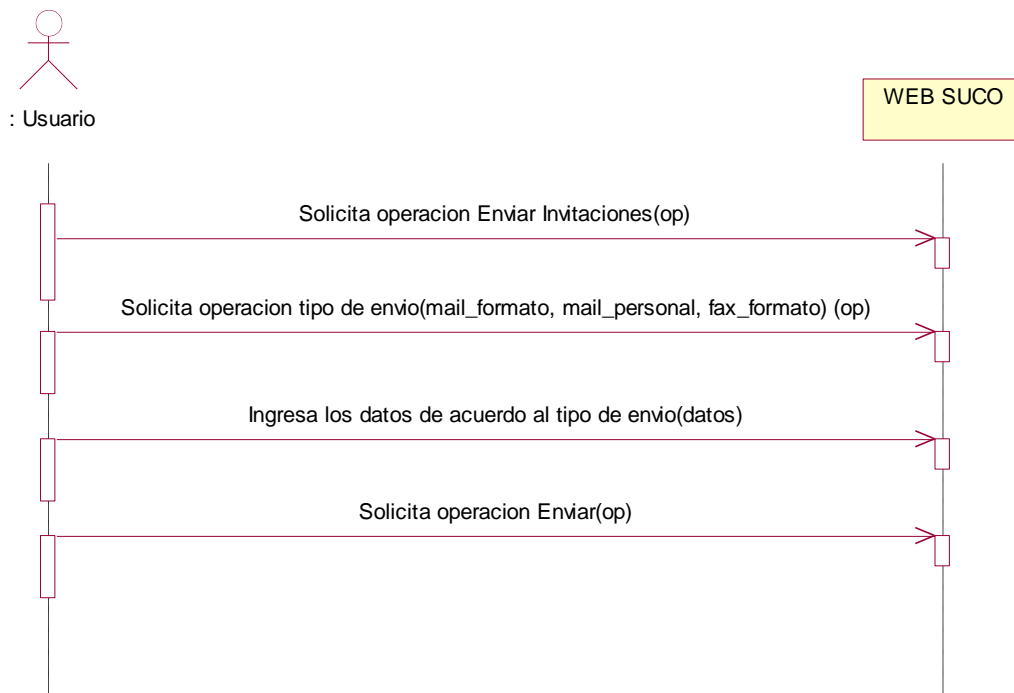 : Usuario
WEB SUCO
Solicita operacion Enviar Invitaciones(op)
Solicita operacion tipo de envio(mail_formato, mail_personal, fax_formato) (op)
Ingresa los datos de acuerdo al tipo de envio(datos)
Solicita operacion Enviar(op)